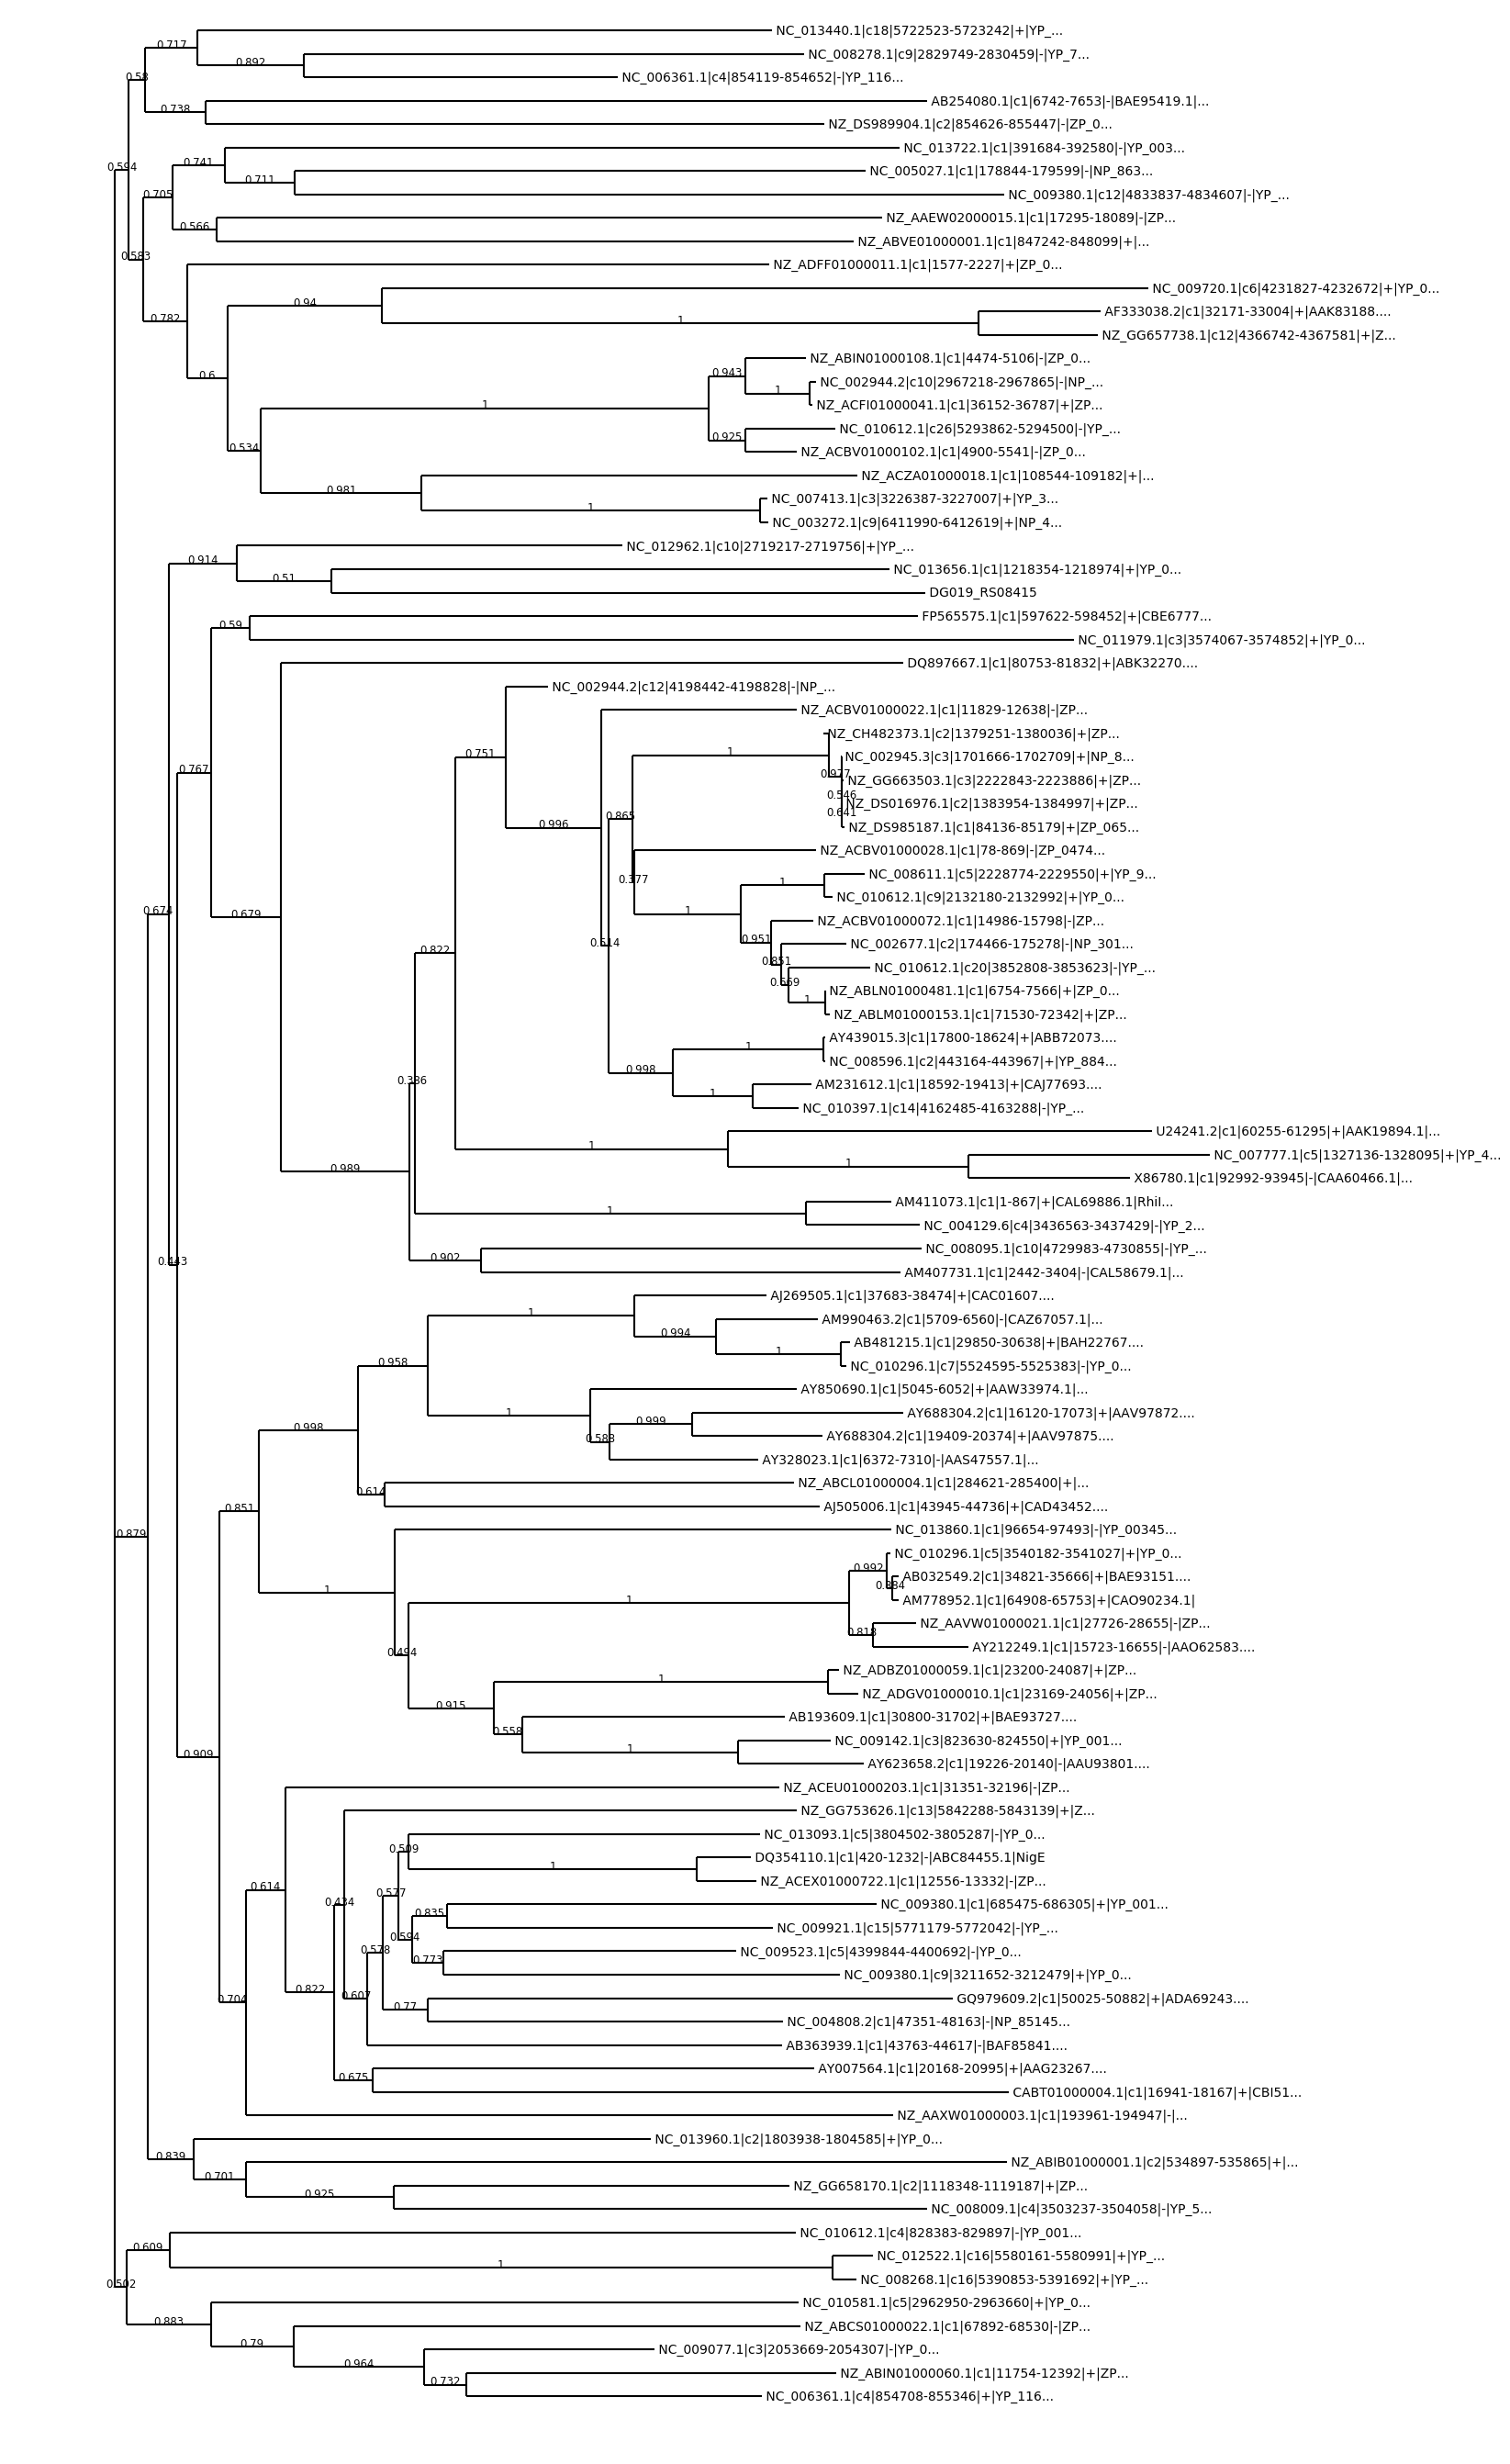 NC_013440.1|c18|5722523-5723242|+|YP_...
0.717
NC_008278.1|c9|2829749-2830459|-|YP_7...
0.892
NC_006361.1|c4|854119-854652|-|YP_116...
0.58
AB254080.1|c1|6742-7653|-|BAE95419.1|...
0.738
NZ_DS989904.1|c2|854626-855447|-|ZP_0...
NC_013722.1|c1|391684-392580|-|YP_003...
0.741
0.594
NC_005027.1|c1|178844-179599|-|NP_863...
0.711
NC_009380.1|c12|4833837-4834607|-|YP_...
0.705
NZ_AAEW02000015.1|c1|17295-18089|-|ZP...
0.566
NZ_ABVE01000001.1|c1|847242-848099|+|...
0.583
NZ_ADFF01000011.1|c1|1577-2227|+|ZP_0...
NC_009720.1|c6|4231827-4232672|+|YP_0...
0.94
AF333038.2|c1|32171-33004|+|AAK83188....
0.782
1
NZ_GG657738.1|c12|4366742-4367581|+|Z...
NZ_ABIN01000108.1|c1|4474-5106|-|ZP_0...
0.943
0.6
NC_002944.2|c10|2967218-2967865|-|NP_...
1
NZ_ACFI01000041.1|c1|36152-36787|+|ZP...
1
NC_010612.1|c26|5293862-5294500|-|YP_...
0.925
0.534
NZ_ACBV01000102.1|c1|4900-5541|-|ZP_0...
NZ_ACZA01000018.1|c1|108544-109182|+|...
0.981
NC_007413.1|c3|3226387-3227007|+|YP_3...
1
NC_003272.1|c9|6411990-6412619|+|NP_4...
NC_012962.1|c10|2719217-2719756|+|YP_...
0.914
NC_013656.1|c1|1218354-1218974|+|YP_0...
0.51
DG019_RS08415
FP565575.1|c1|597622-598452|+|CBE6777...
0.59
NC_011979.1|c3|3574067-3574852|+|YP_0...
DQ897667.1|c1|80753-81832|+|ABK32270....
NC_002944.2|c12|4198442-4198828|-|NP_...
NZ_ACBV01000022.1|c1|11829-12638|-|ZP...
NZ_CH482373.1|c2|1379251-1380036|+|ZP...
0.751
1
NC_002945.3|c3|1701666-1702709|+|NP_8...
0.767
0.977
NZ_GG663503.1|c3|2222843-2223886|+|ZP...
0.546
NZ_DS016976.1|c2|1383954-1384997|+|ZP...
0.641
0.865
0.996
NZ_DS985187.1|c1|84136-85179|+|ZP_065...
NZ_ACBV01000028.1|c1|78-869|-|ZP_0474...
NC_008611.1|c5|2228774-2229550|+|YP_9...
0.377
1
NC_010612.1|c9|2132180-2132992|+|YP_0...
0.674
0.679
1
NZ_ACBV01000072.1|c1|14986-15798|-|ZP...
0.951
0.514
NC_002677.1|c2|174466-175278|-|NP_301...
0.822
0.851
NC_010612.1|c20|3852808-3853623|-|YP_...
0.569
NZ_ABLN01000481.1|c1|6754-7566|+|ZP_0...
1
NZ_ABLM01000153.1|c1|71530-72342|+|ZP...
AY439015.3|c1|17800-18624|+|ABB72073....
1
NC_008596.1|c2|443164-443967|+|YP_884...
0.998
0.386
AM231612.1|c1|18592-19413|+|CAJ77693....
1
NC_010397.1|c14|4162485-4163288|-|YP_...
U24241.2|c1|60255-61295|+|AAK19894.1|...
1
NC_007777.1|c5|1327136-1328095|+|YP_4...
1
0.989
X86780.1|c1|92992-93945|-|CAA60466.1|...
AM411073.1|c1|1-867|+|CAL69886.1|RhiI...
1
NC_004129.6|c4|3436563-3437429|-|YP_2...
NC_008095.1|c10|4729983-4730855|-|YP_...
0.902
0.443
AM407731.1|c1|2442-3404|-|CAL58679.1|...
AJ269505.1|c1|37683-38474|+|CAC01607....
1
AM990463.2|c1|5709-6560|-|CAZ67057.1|...
0.994
AB481215.1|c1|29850-30638|+|BAH22767....
1
0.958
NC_010296.1|c7|5524595-5525383|-|YP_0...
AY850690.1|c1|5045-6052|+|AAW33974.1|...
1
AY688304.2|c1|16120-17073|+|AAV97872....
0.999
0.998
AY688304.2|c1|19409-20374|+|AAV97875....
0.588
AY328023.1|c1|6372-7310|-|AAS47557.1|...
NZ_ABCL01000004.1|c1|284621-285400|+|...
0.614
AJ505006.1|c1|43945-44736|+|CAD43452....
0.851
NC_013860.1|c1|96654-97493|-|YP_00345...
0.879
NC_010296.1|c5|3540182-3541027|+|YP_0...
0.992
AB032549.2|c1|34821-35666|+|BAE93151....
0.884
1
AM778952.1|c1|64908-65753|+|CAO90234.1|
1
NZ_AAVW01000021.1|c1|27726-28655|-|ZP...
0.818
AY212249.1|c1|15723-16655|-|AAO62583....
0.494
NZ_ADBZ01000059.1|c1|23200-24087|+|ZP...
1
NZ_ADGV01000010.1|c1|23169-24056|+|ZP...
0.915
AB193609.1|c1|30800-31702|+|BAE93727....
0.558
NC_009142.1|c3|823630-824550|+|YP_001...
1
0.909
AY623658.2|c1|19226-20140|-|AAU93801....
NZ_ACEU01000203.1|c1|31351-32196|-|ZP...
NZ_GG753626.1|c13|5842288-5843139|+|Z...
NC_013093.1|c5|3804502-3805287|-|YP_0...
0.509
DQ354110.1|c1|420-1232|-|ABC84455.1|NigE
1
NZ_ACEX01000722.1|c1|12556-13332|-|ZP...
0.614
0.577
0.434
NC_009380.1|c1|685475-686305|+|YP_001...
0.835
NC_009921.1|c15|5771179-5772042|-|YP_...
0.594
0.578
NC_009523.1|c5|4399844-4400692|-|YP_0...
0.773
NC_009380.1|c9|3211652-3212479|+|YP_0...
0.822
0.607
0.704
GQ979609.2|c1|50025-50882|+|ADA69243....
0.77
NC_004808.2|c1|47351-48163|-|NP_85145...
AB363939.1|c1|43763-44617|-|BAF85841....
AY007564.1|c1|20168-20995|+|AAG23267....
0.675
CABT01000004.1|c1|16941-18167|+|CBI51...
NZ_AAXW01000003.1|c1|193961-194947|-|...
NC_013960.1|c2|1803938-1804585|+|YP_0...
0.839
NZ_ABIB01000001.1|c2|534897-535865|+|...
0.701
NZ_GG658170.1|c2|1118348-1119187|+|ZP...
0.925
NC_008009.1|c4|3503237-3504058|-|YP_5...
NC_010612.1|c4|828383-829897|-|YP_001...
0.609
NC_012522.1|c16|5580161-5580991|+|YP_...
1
NC_008268.1|c16|5390853-5391692|+|YP_...
0.502
NC_010581.1|c5|2962950-2963660|+|YP_0...
0.883
NZ_ABCS01000022.1|c1|67892-68530|-|ZP...
0.79
NC_009077.1|c3|2053669-2054307|-|YP_0...
0.964
NZ_ABIN01000060.1|c1|11754-12392|+|ZP...
0.732
NC_006361.1|c4|854708-855346|+|YP_116...